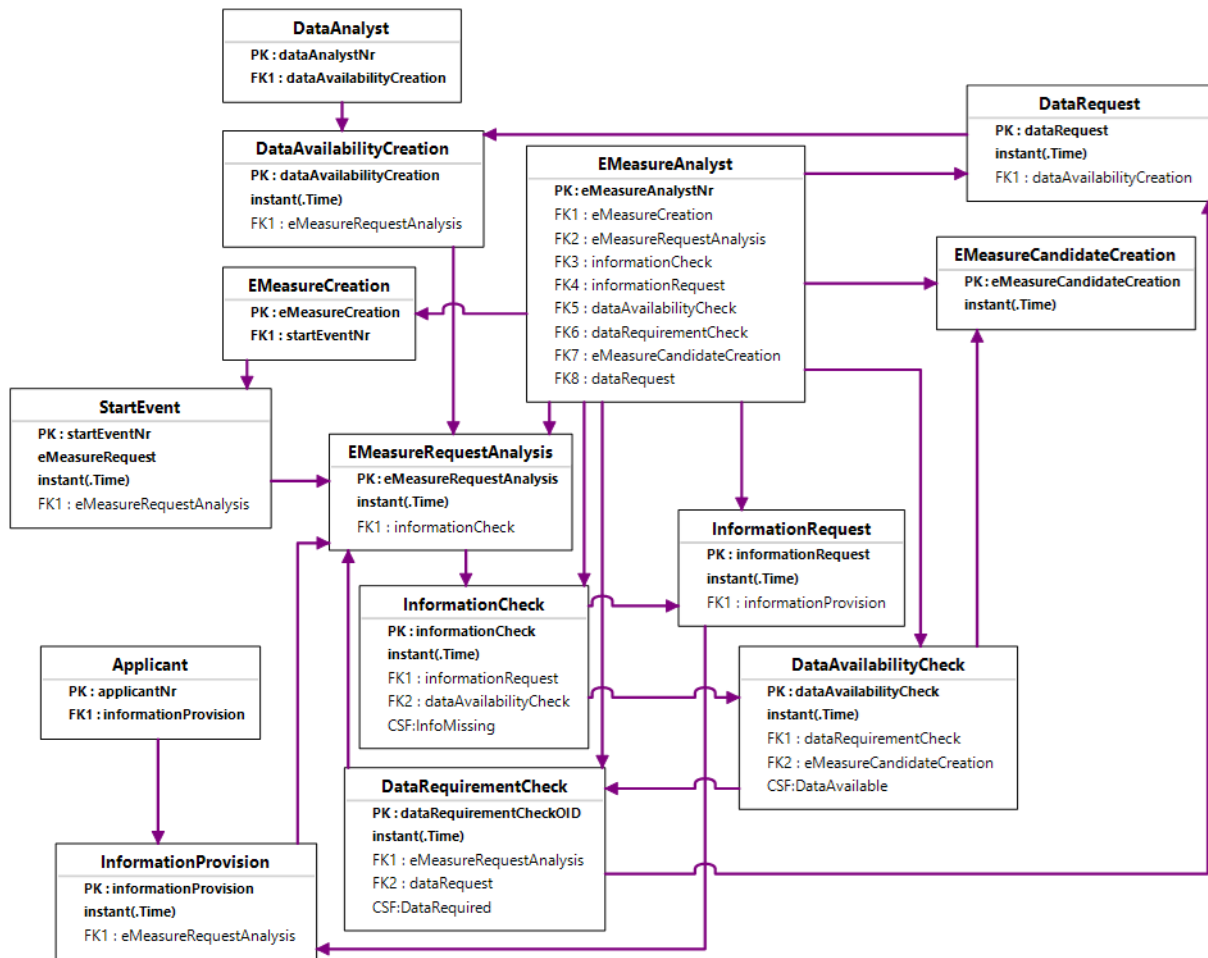 DataAnalyst
PK : dataAnalystNr
FK1 : dataAvailabilityCreation
DataRequest
PK : dataRequest
instant(.Time)
FK1 : dataAvailabilityCreation
DataAvailabilityCreation
PK : dataAvailabilityCreation
instant(.Time)
FK1 : eMeasureRequestAnalysis
EMeasureAnalyst
PK : eMeasureAnalystNr
FK1 : eMeasureCreation
FK2 : eMeasureRequestAnalysis
FK3 : informationCheck
FK4 : informationRequest
FK5 : dataAvailabilityCheck
FK6 : dataRequirementCheck
FK7 : eMeasureCandidateCreation
FK8 : dataRequest
EMeasureCandidateCreation
PK : eMeasureCandidateCreation
instant(.Time)
EMeasureCreation
PK : eMeasureCreation
FK1 : startEventNr
StartEvent
PK : startEventNr
eMeasureRequest
instant(.Time)
FK1 : eMeasureRequestAnalysis
EMeasureRequestAnalysis
PK : eMeasureRequestAnalysis
instant(.Time)
FK1 : informationCheck
InformationRequest
PK : informationRequest
instant(.Time)
FK1 : informationProvision
InformationCheck
PK : informationCheck
instant(.Time)
FK1 : informationRequest
FK2 : dataAvailabilityCheck
CSF:InfoMissing
Applicant
PK : applicantNr
FK1 : informationProvision
DataAvailabilityCheck
PK : dataAvailabilityCheck
instant(.Time)
FK1 : dataRequirementCheck
FK2 : eMeasureCandidateCreation
CSF:DataAvailable
DataRequirementCheck
PK : dataRequirementCheckOID
instant(.Time)
FK1 : eMeasureRequestAnalysis
FK2 : dataRequest
CSF:DataRequired
InformationProvision
PK : informationProvision
instant(.Time)
FK1 : eMeasureRequestAnalysis